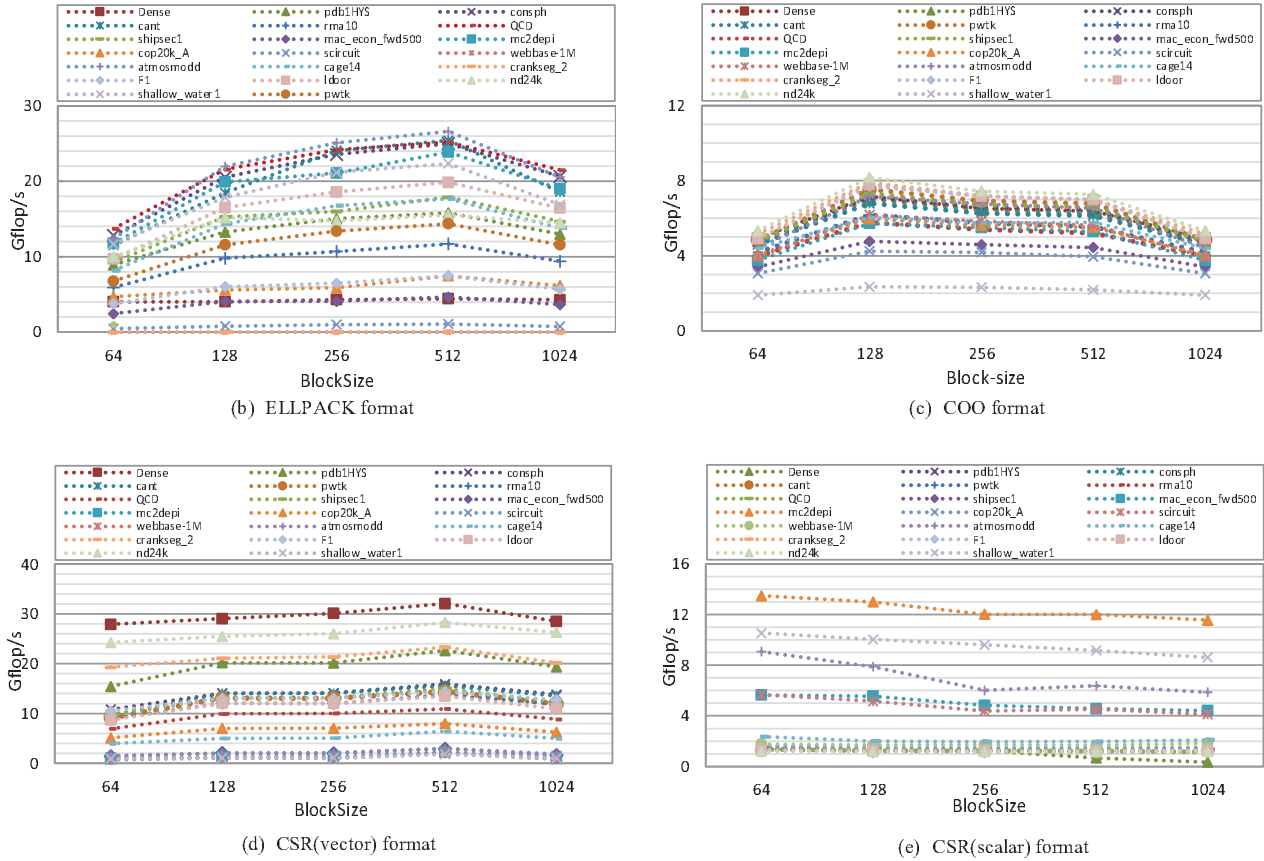 Dense pdb1HYS consph
cant rma10 QCD
shipsec1 mac_econ_fwd500 mc2depi
cop20k_A scircuit webbase-1M
atmosmodd cage14 crankseg_2
F1 ldoor nd24k
shallow_water1 pwtk
30
20
10
0
Gflop/s
64 128 256 512 1024
BlockSize
(b) ELLPACK format
Dense pdb1HYS consph
cant pwtk rma10
QCD shipsec1 mac_econ_fwd500
mc2depi cop20k_A scircuit
webbase-1M atmosmodd cage14
crankseg_2 F1 ldoor
nd24k shallow_water1
12
8
4
0
Gflop/s
64 128 256 512 1024
Block-size
(c) COO format
Dense pdb1HYS consph
cant pwtk rma10
QCD shipsec1 mac_econ_fwd500
mc2depi cop20k_A scircuit
webbase-1M atmosmodd cage14
crankseg_2 F1 ldoor
nd24k shallow_water1
40
30
20
10
0
Gflop/s
64 128 256 512 1024
BlockSize
(d) CSR(vector) format
Dense pdb1HYS consph
cant pwtk rma10
QCD shipsec1 mac_econ_fwd500
mc2depi cop20k_A scircuit
webbase-1M atmosmodd cage14
crankseg_2 F1 ldoor
nd24k shallow_water1
16
12
8
4
0
Gflop/s
64 128 256 512 1024
BlockSize
(e) CSR(scalar) format